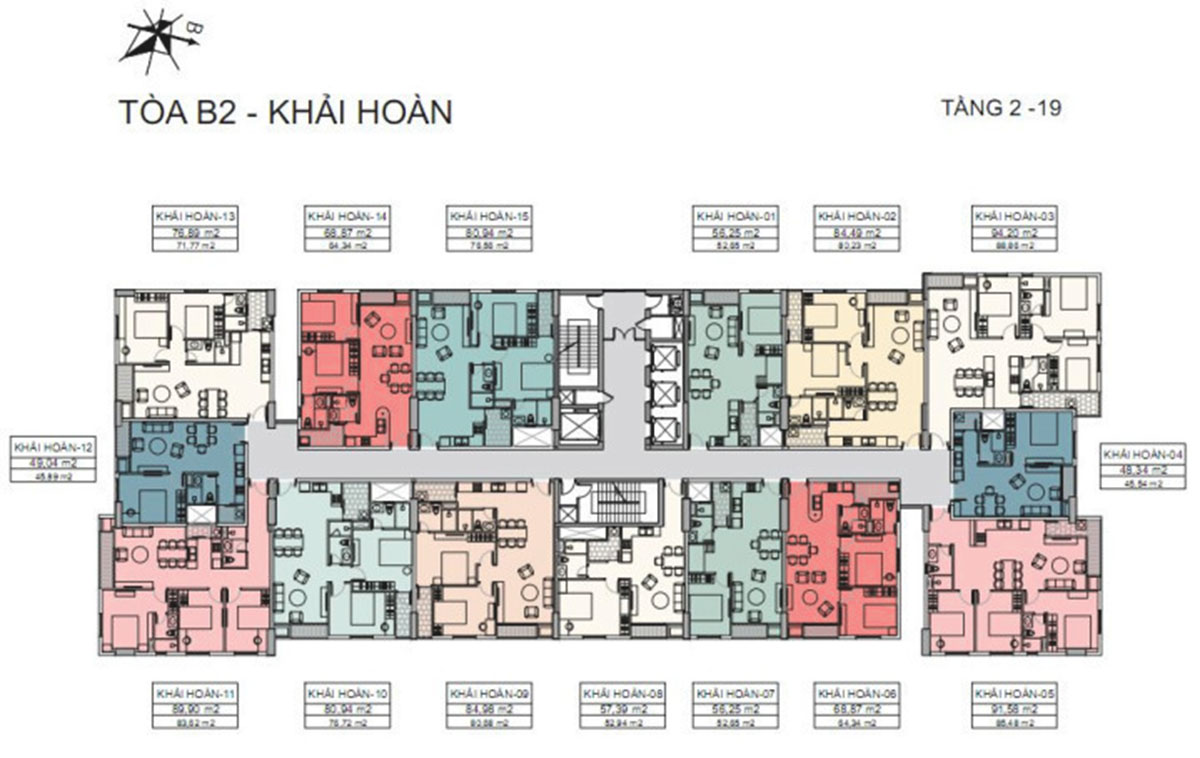 B
TÒA B2 - KHẢI HOÀN
TẦNG 2 -19
KHẢI HOÀN-13
76,89 m2
71,77 m2
KHẢI HOÀN-14
68,87 m2
64,34 m2
KHẢI HOÀN-15
80,94 m2
KHẢI HOÀN-01
56,25 m2
52,65 m2
KHẢI HOÀN-02
84,49 m2
80,23 m2
KHẢI HOÀN-03
94,20 m2
88,86 m2
KHẢI HOÀN-12
49,04 m2
45,89 m2
KHẢI HOÀN-04
48,34 m2
45,54 m2
KHẢI HOÀN-11
89,90 m2
83,62 m2
KHẢI HOÀN-10
80,94 m2
76,72 m2
KHẢI HOÀN-09
84,98 m2
80,88 m2
KHẢI HOÀN-08
57,39 m2
52,94 m2
KHẢI HOÀN-07
56,25 m2
52,65 m2
KHẢI HOÀN-06
68,87 m2
64,34 m2
KHẢI HOÀN-05
91,58 m2
85,48 m2